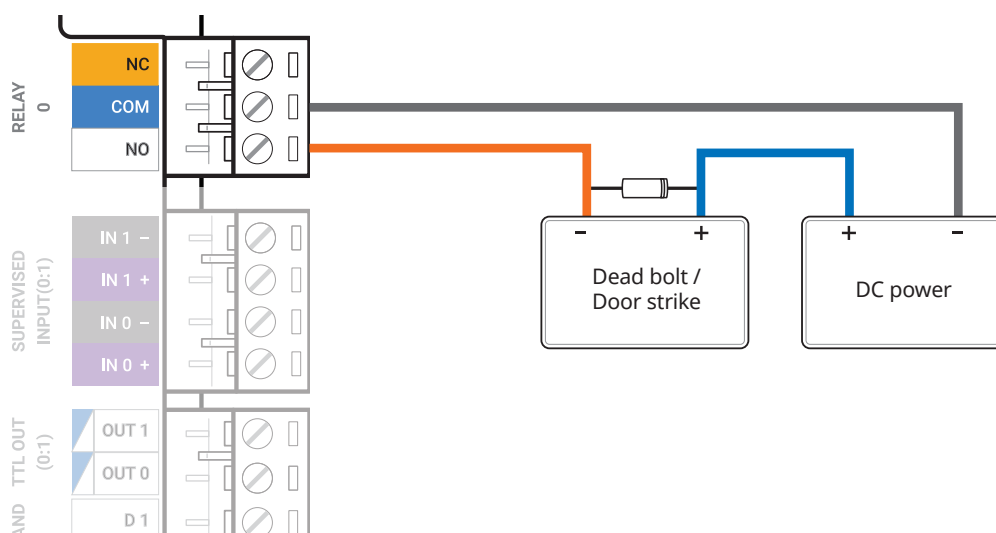 RELAY
0
NC
COM
NO
- +
Dead bolt /
Door strike
+ -
DC power
SUPERVISED
INPUT(0:1)
IN 1 –
IN 1 +
IN 0 –
IN 0 +
TTL OUT
(0:1)
OUT 1
OUT 0
AND
D 1